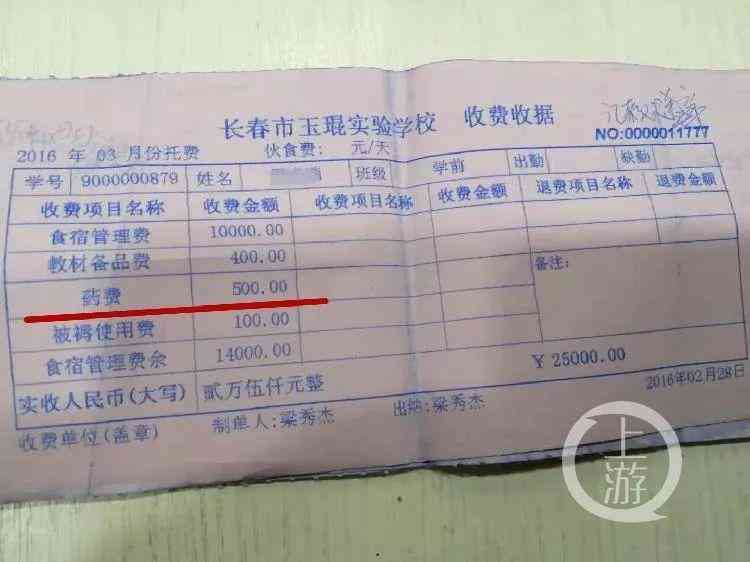 长春市玉琨实验学校 收费收据
NO:0000011777
2016 年 03 月份托费 伙食费: 元/天
学号 9000000879 姓名 班级 学前 出勤 缺勤
收费项目名称 收费金额 收费项目名称 收费金额 退费项目名称 退费金额
食宿管理费 10000.00
教材备品费 400.00
备注:
药费 500.00
被褥使用费 100.00
食宿管理费余 14000.00
¥ 25000.00
实收人民币(大写) 贰万伍仟元整
2016年02月28日
收费单位(盖章) 制单人:梁秀杰 出纳:梁秀杰
上游